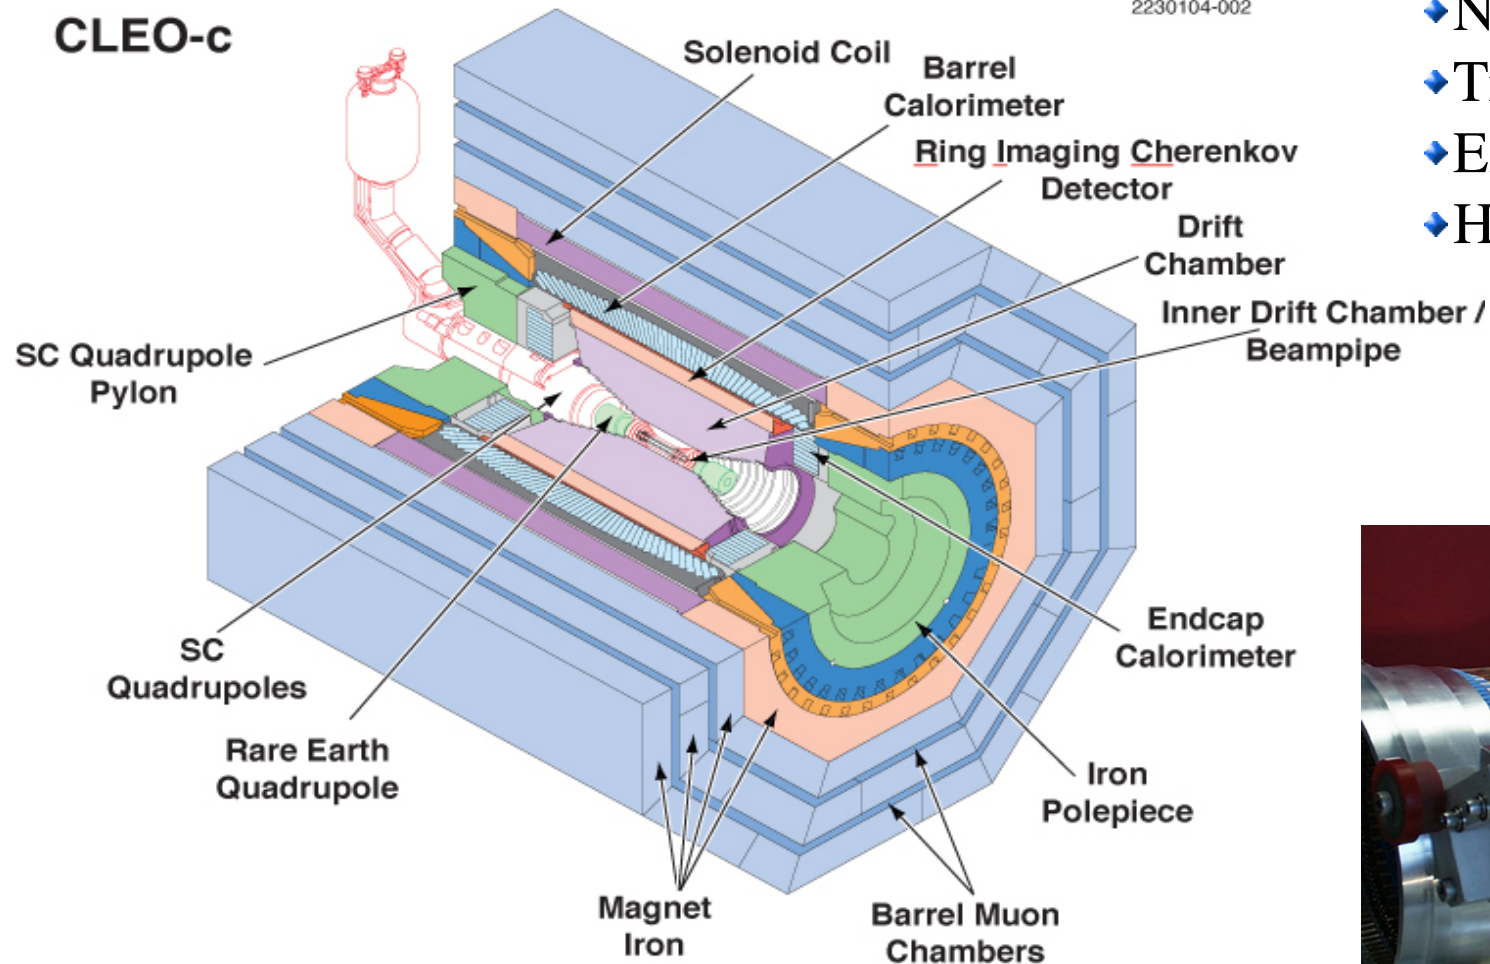 CLEO-c
2230104-002
Solenoid Coil
Barrel
Calorimeter
Ring Imaging Cherenkov
Detector
Drift
Chamber
Inner Drift Chamber /
Beampipe
SC Quadrupole
Pylon
SC
Quadrupoles
Rare Earth
Quadrupole
Magnet
Iron
Barrel Muon
Chambers
Iron
Polepiece
Endcap
Calorimeter